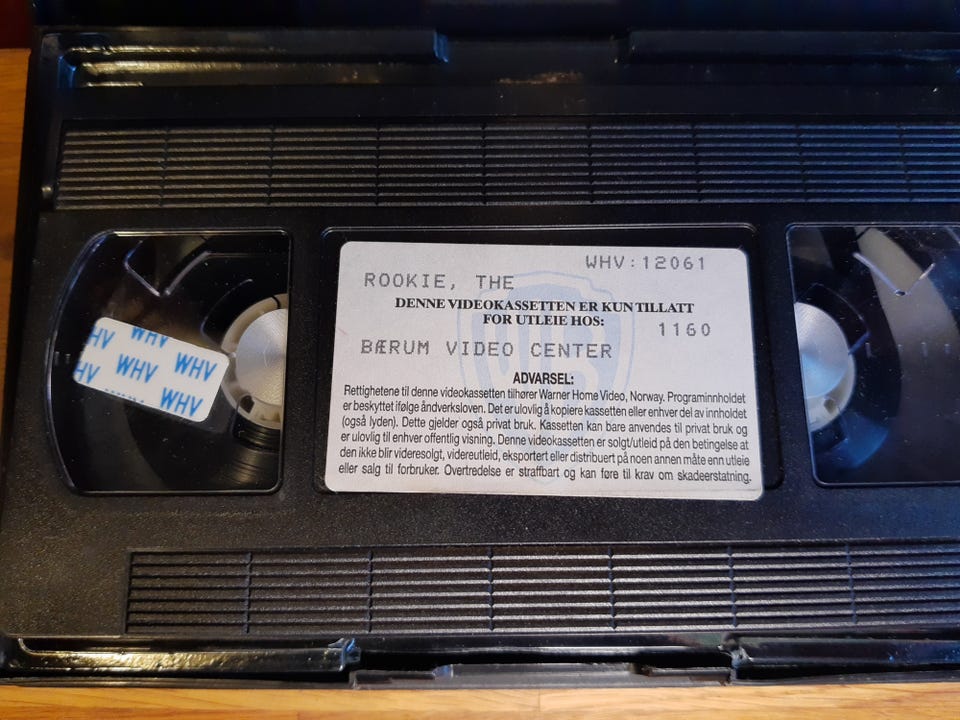 WHV:12061
ROOKIE, THE
DENNE VIDEOKASSETTEN ER KUN TILLATT
FOR UTLEIE HOS:
1160
BÆRUM VIDEO CENTER
ADVARSEL:
Rettighetene til denne videokassetten tilhører Warner Home Video, Norway. Programinnholdet
er beskyttet ifølge åndverksloven. Det er ulovlig å kopiere kassetten eller enhver del av innholdet
(også lyden). Dette gjelder også privat bruk. Kassetten kan bare anvendes til privat bruk og
er ulovlig til enhver offentlig visning. Denne videokassetten er solgt/utleid på den betingelse at
den ikke blir videresolgt, videreutleid, eksportert eller distribuert på noen annen måte enn utleie
eller salg til forbruker. Overtredelse er straffbart og kan føre til krav om skadeerstatning.
HV WHV
WHV WHV
HV WHV